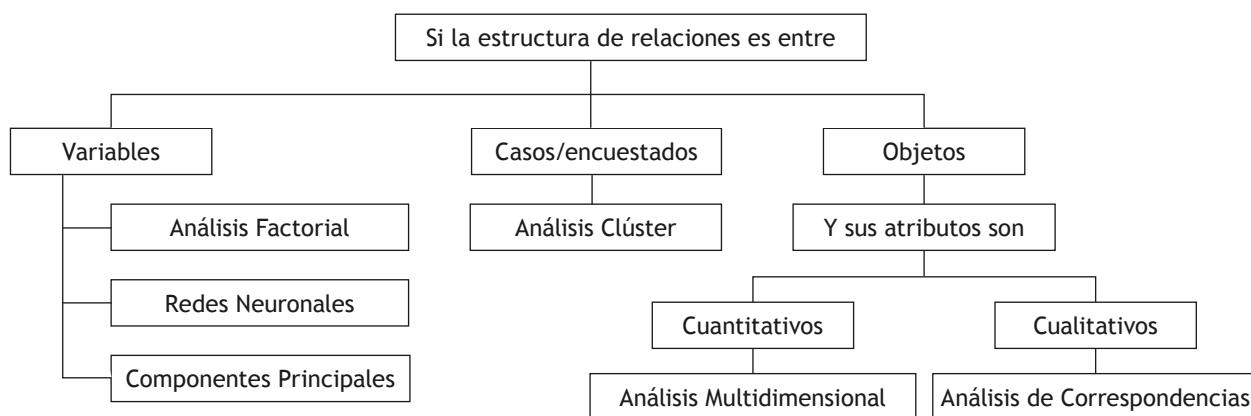 Si la estructura de relaciones es entre
Variables
Casos/encuestados
Objetos
Análisis Factorial
Análisis Clúster
Y sus atributos son
Redes Neuronales
Cuantitativos
Cualitativos
Componentes Principales
Análisis Multidimensional
Análisis de Correspondencias